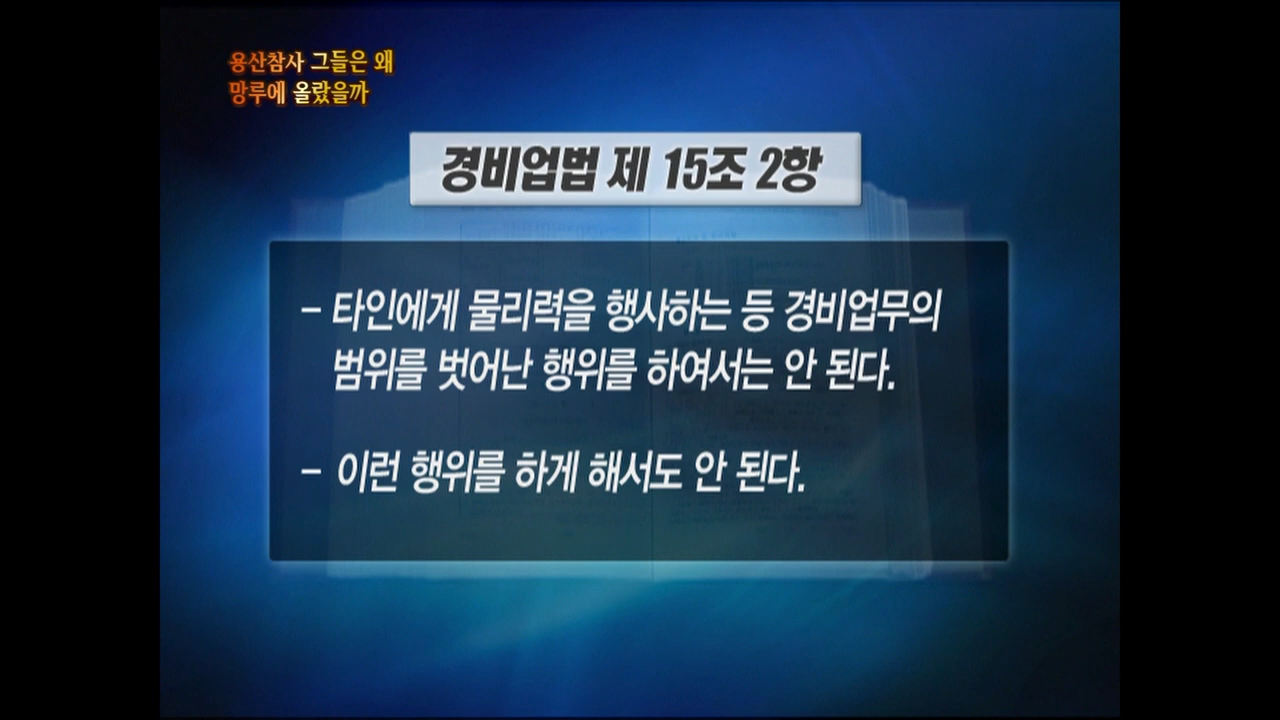 용산참사 그들은 왜
망루에 올랐을까
경비업법 제 15조 2항
- 타인에게 물리력을 행사하는 등 경비업무의
범위를 벗어난 행위를 하여서는 안 된다.
- 이런 행위를 하게 해서도 안 된다.